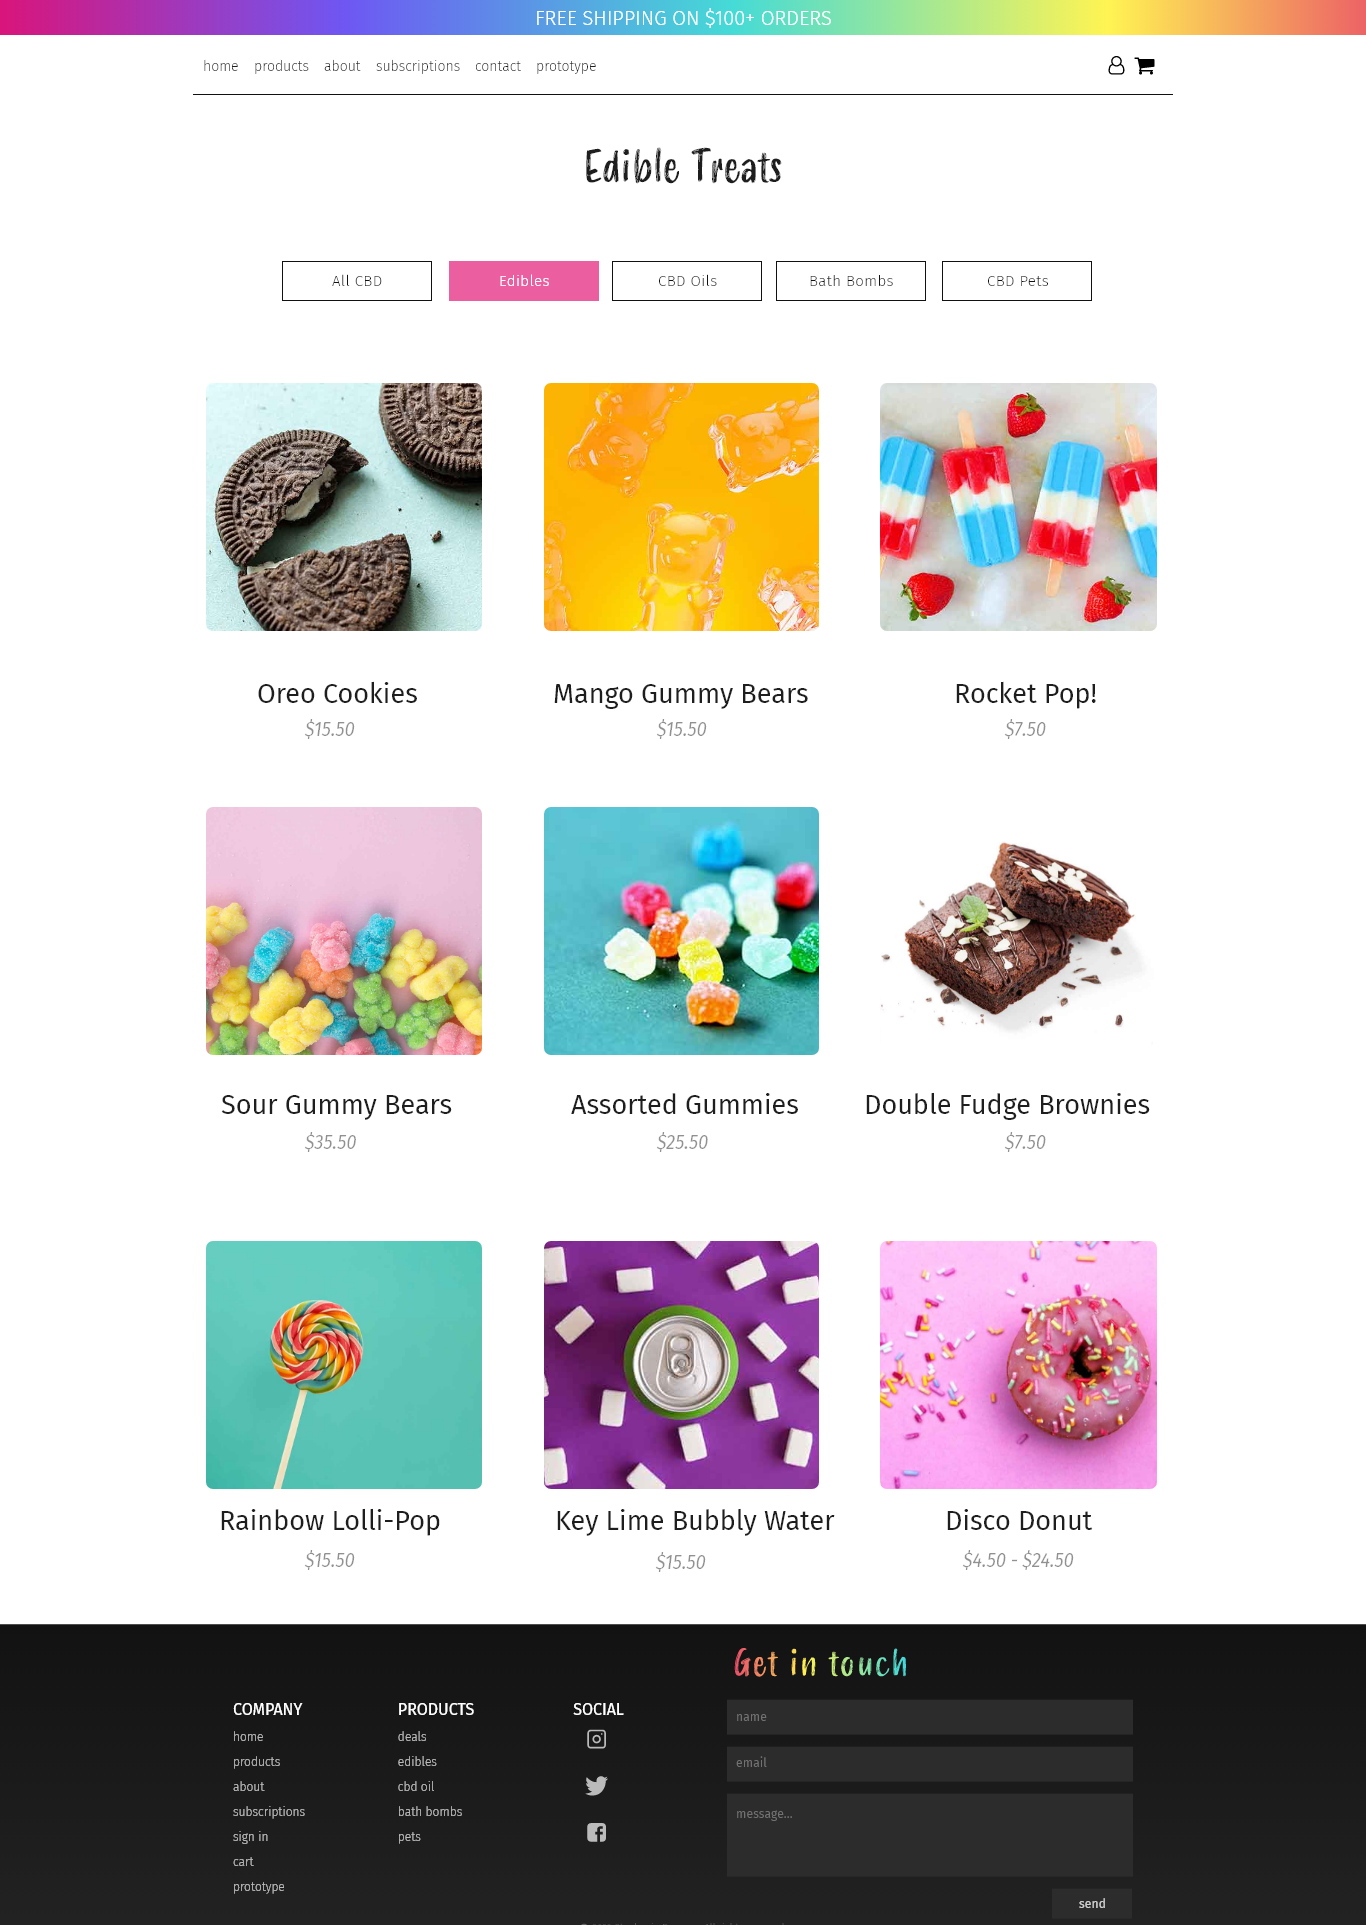 FREE SHIPPING ON $100+ ORDERS
home products about subscriptions contact prototype
Edible Treats
All CBD Edibles CBD Oils Bath Bombs CBD Pets
Oreo Cookies Mango Gummy Bears Rocket Pop!
$15.50 $15.50 $7.50
Sour Gummy Bears Assorted Gummies Double Fudge Brownies
$35.50 $25.50 $7.50
Rainbow Lolli-Pop Key Lime Bubbly Water Disco Donut
$15.50 $15.50 $4.50 - $24.50
COMPANY
home
products
about
subscriptions
sign in
cart
prototype
PRODUCTS
deals
edibles
cbd oil
bath bombs
pets
SOCIAL
Get in touch
name
email
message...
send